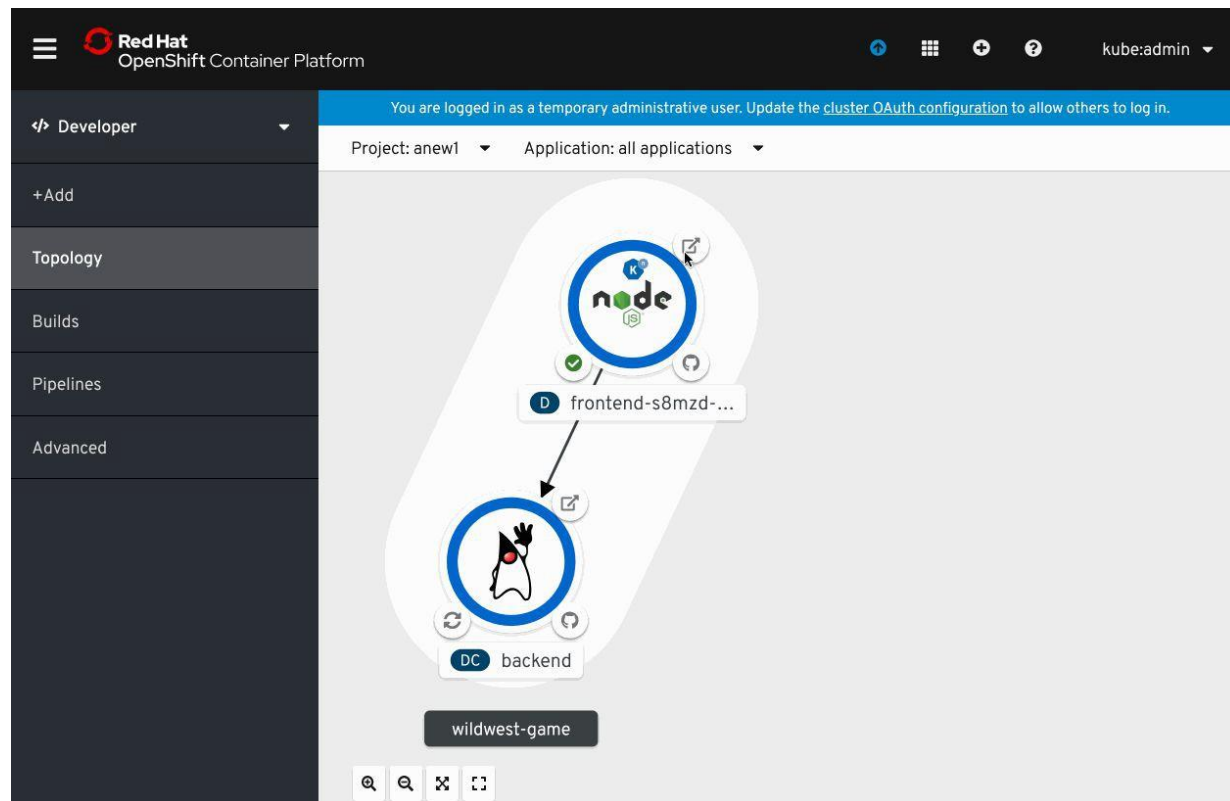 Red Hat
OpenShift Container Platform
kube:admin
</> Developer
You are logged in as a temporary administrative user. Update the cluster OAuth configuration to allow others to log in.
Project: anew1
Application: all applications
+Add
Topology
Builds
Pipelines
Advanced
K
node
JS
D frontend-s8mzd-...
DC backend
wildwest-game